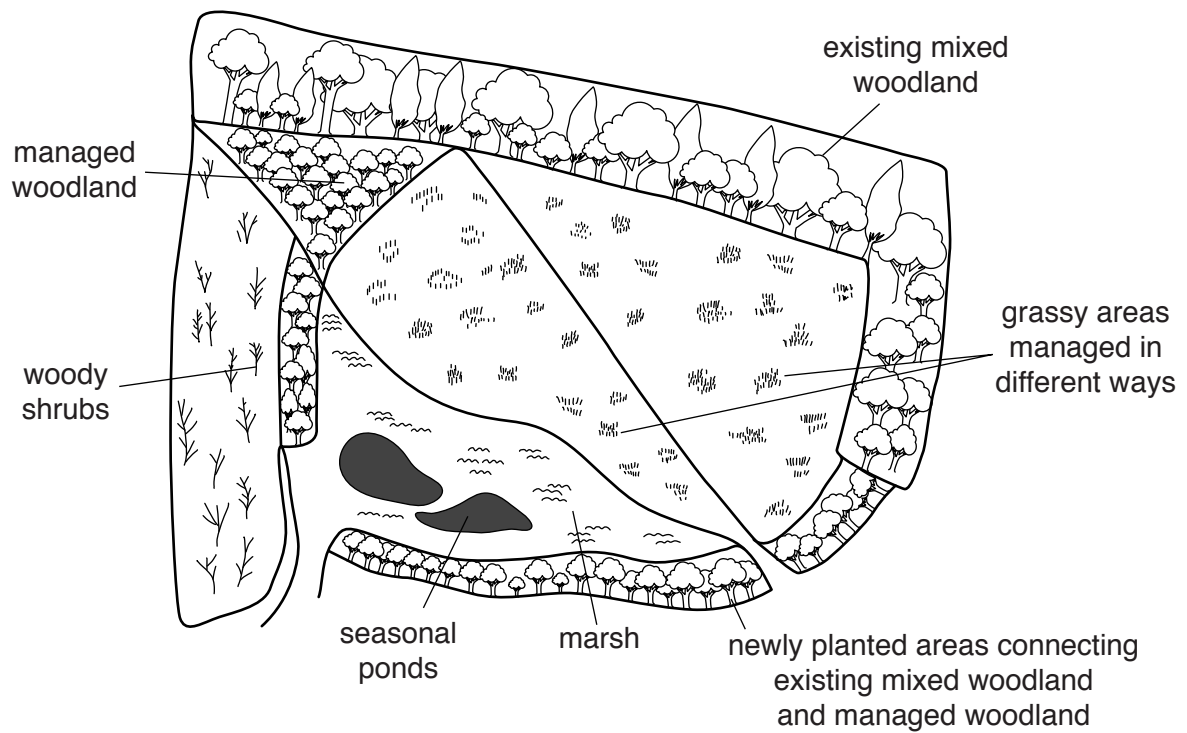 existing mixed
woodland
managed
woodland
grassy areas
managed in
different ways
woody
shrubs
seasonal
ponds
marsh
newly planted areas connecting
existing mixed woodland
and managed woodland